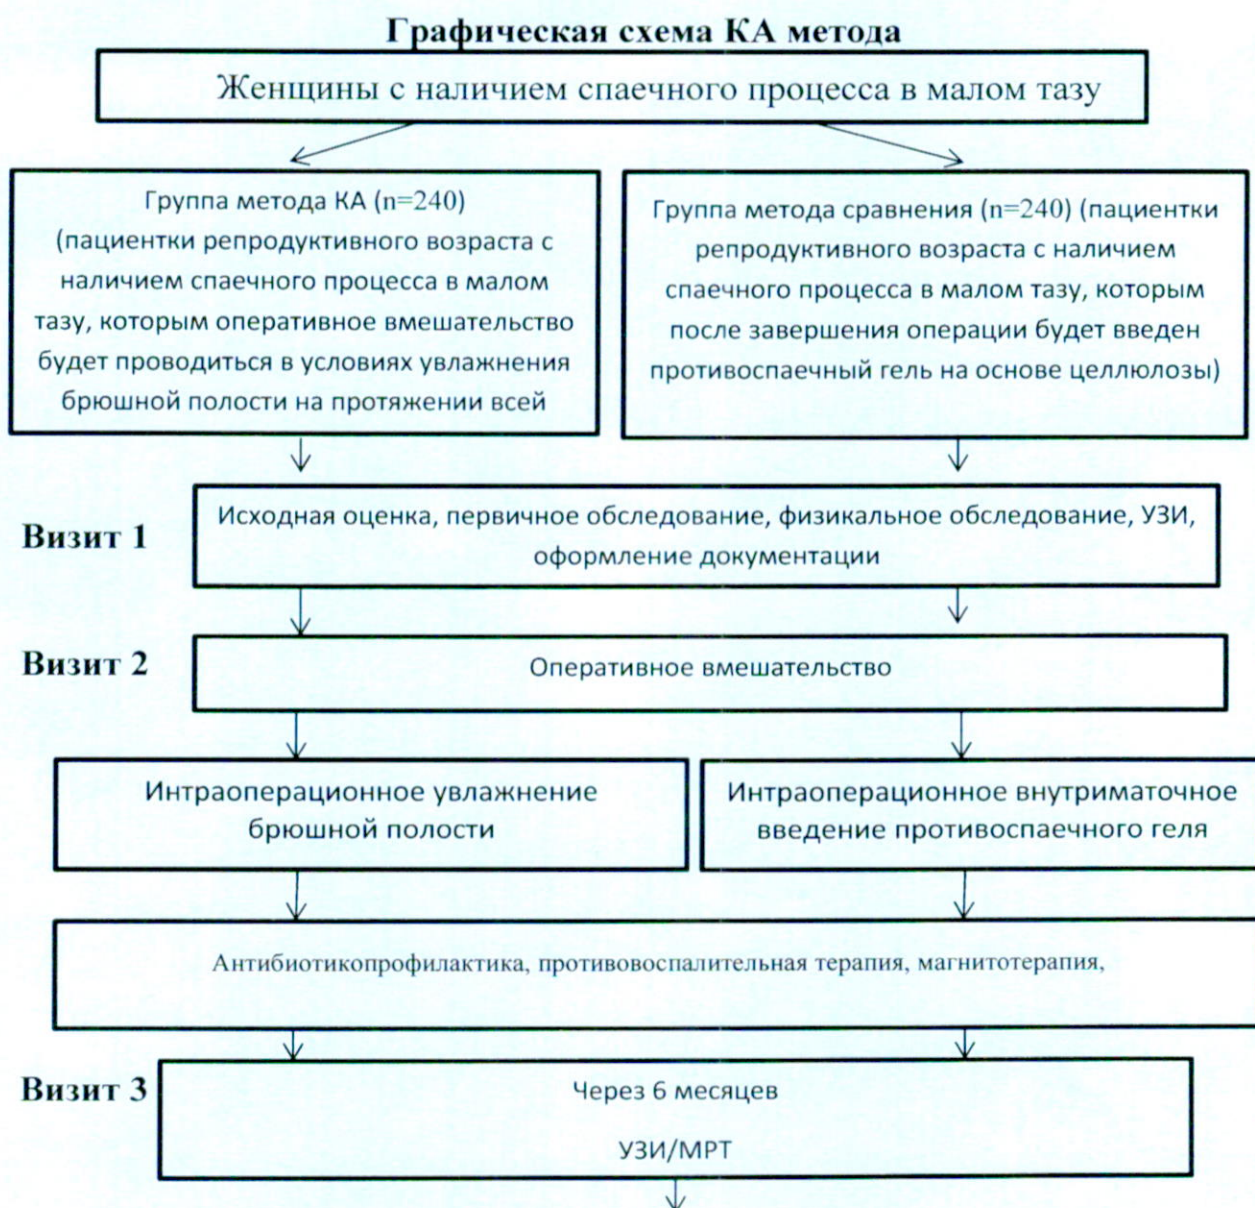 Графическая схема КА метода
Женщины с наличием спаечного процесса в малом тазу
Группа метода КА (n=240)
(пациентки репродуктивного возраста с
наличием спаечного процесса в малом
тазу, которым оперативное вмешательство
будет проводиться в условиях увлажнения
брюшной полости на протяжении всей
Группа метода сравнения (n=240) (пациентки
репродуктивного возраста с наличием
спаечного процесса в малом тазу, которым
после завершения операции будет введен
противоспаечный гель на основе целлюлозы)
Визит 1
Исходная оценка, первичное обследование, физикальное обследование, УЗИ,
оформление документации
Визит 2
Оперативное вмешательство
Интраоперационное увлажнение
брюшной полости
Интраоперационное внутриматочное
введение противоспаечного геля
Антибиотикопрофилактика, противовоспалительная терапия, магнитотерапия,
Визит 3
Через 6 месяцев
УЗИ/МРТ